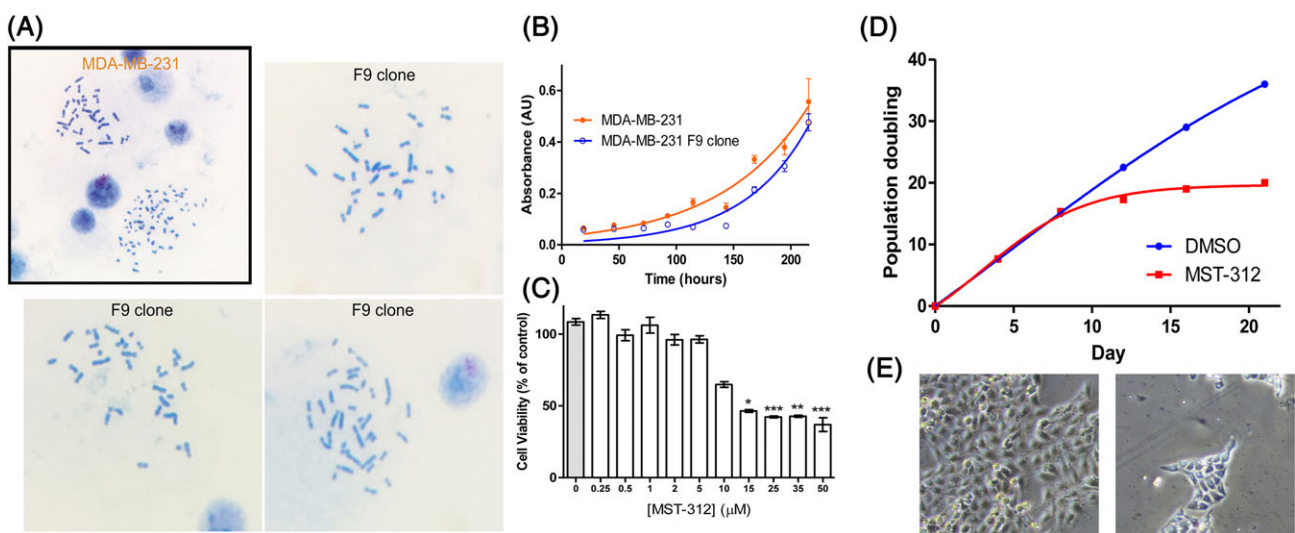 (A)
MDA-MB-231
F9 clone
F9 clone
F9 clone
(B)
Absorbance (AU)
0.6
0.4
0.2
0.0
MDA-MB-231
MDA-MB-231 F9 clone
0 50 100 150 200
Time (hours)
(C)
Cell Viability (% of control)
100
50
0
* *** ** ***
0 0.25 0.5 1 2 5 10 15 25 35 50
[MST-312] (μM)
(D)
Population doubling
40
30
20
10
0
DMSO
MST-312
0 5 10 15 20
Day
(E)